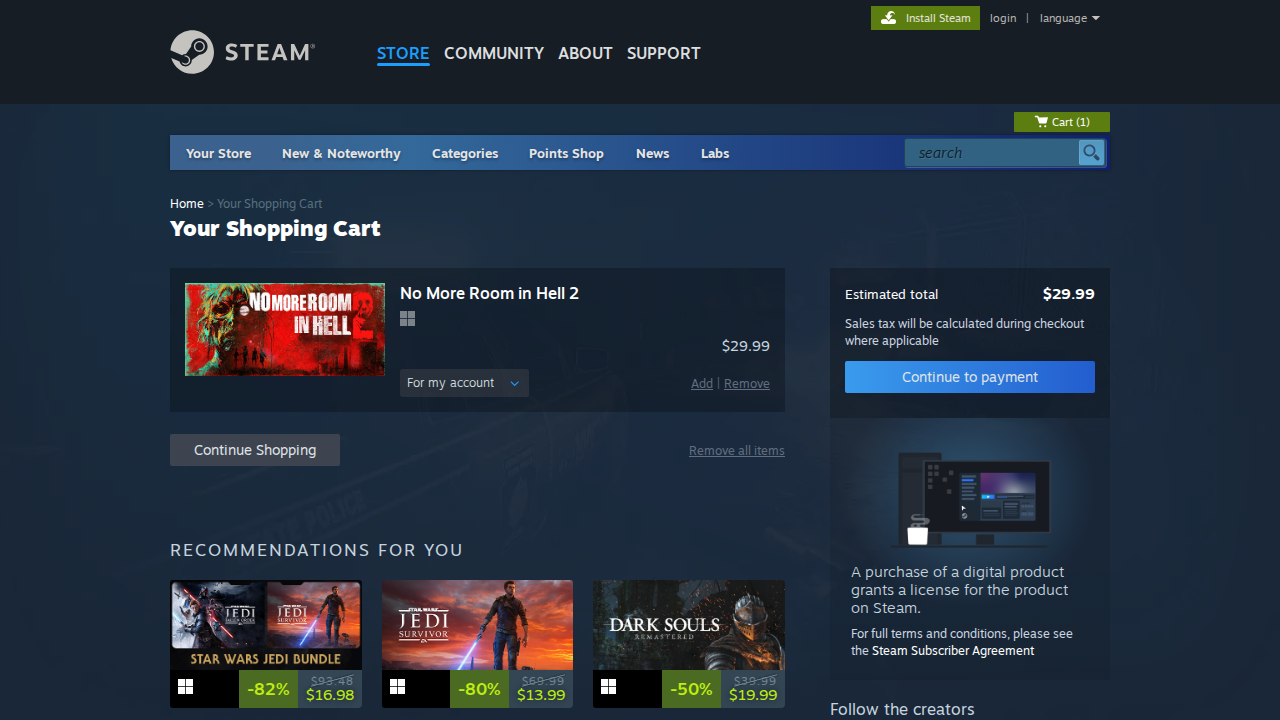 Install Steam login | language
STEAM
STORE COMMUNITY ABOUT SUPPORT
Cart (1)
Your Store New & Noteworthy Categories Points Shop News Labs search
Home > Your Shopping Cart
Your Shopping Cart
NO MORE ROOM
IN HELL
2
No More Room in Hell 2
$29.99
For my account
Add | Remove
Continue Shopping
Remove all items
Estimated total $29.99
Sales tax will be calculated during checkout
where applicable
Continue to payment
A purchase of a digital product
grants a license for the product
on Steam.
For full terms and conditions, please see
the Steam Subscriber Agreement
Follow the creators
RECOMMENDATIONS FOR YOU
STAR WARS
JEDI
FALLEN ORDER
STAR WARS
JEDI
SURVIVOR
STAR WARS JEDI BUNDLE
-82%
$93.48
$16.98
STAR WARS
JEDI
SURVIVOR
-80%
$69.99
$13.99
DARK SOULS
REMASTERED
-50%
$39.99
$19.99